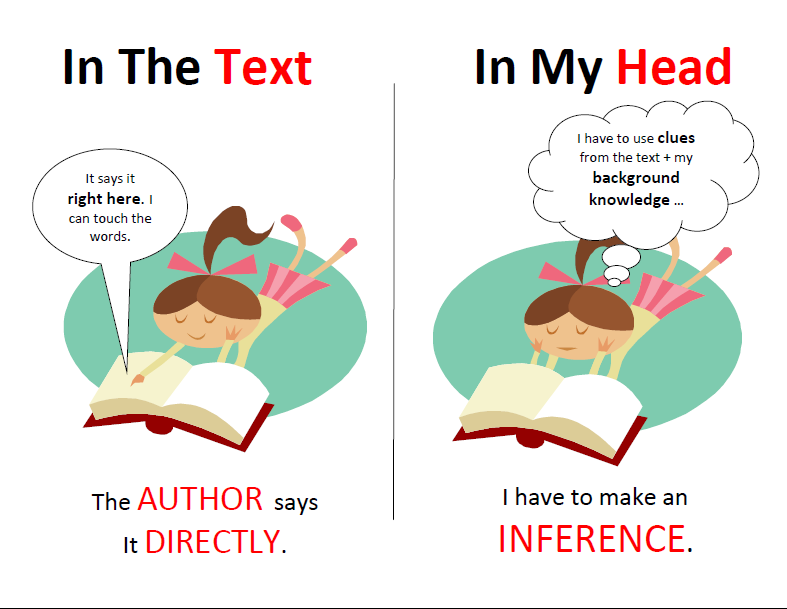 In The Text
It says it
right here. I
can touch the
words.
The AUTHOR says
It DIRECTLY.
In My Head
I have to use clues
from the text + my
background
knowledge ...
I have to make an
INFERENCE.